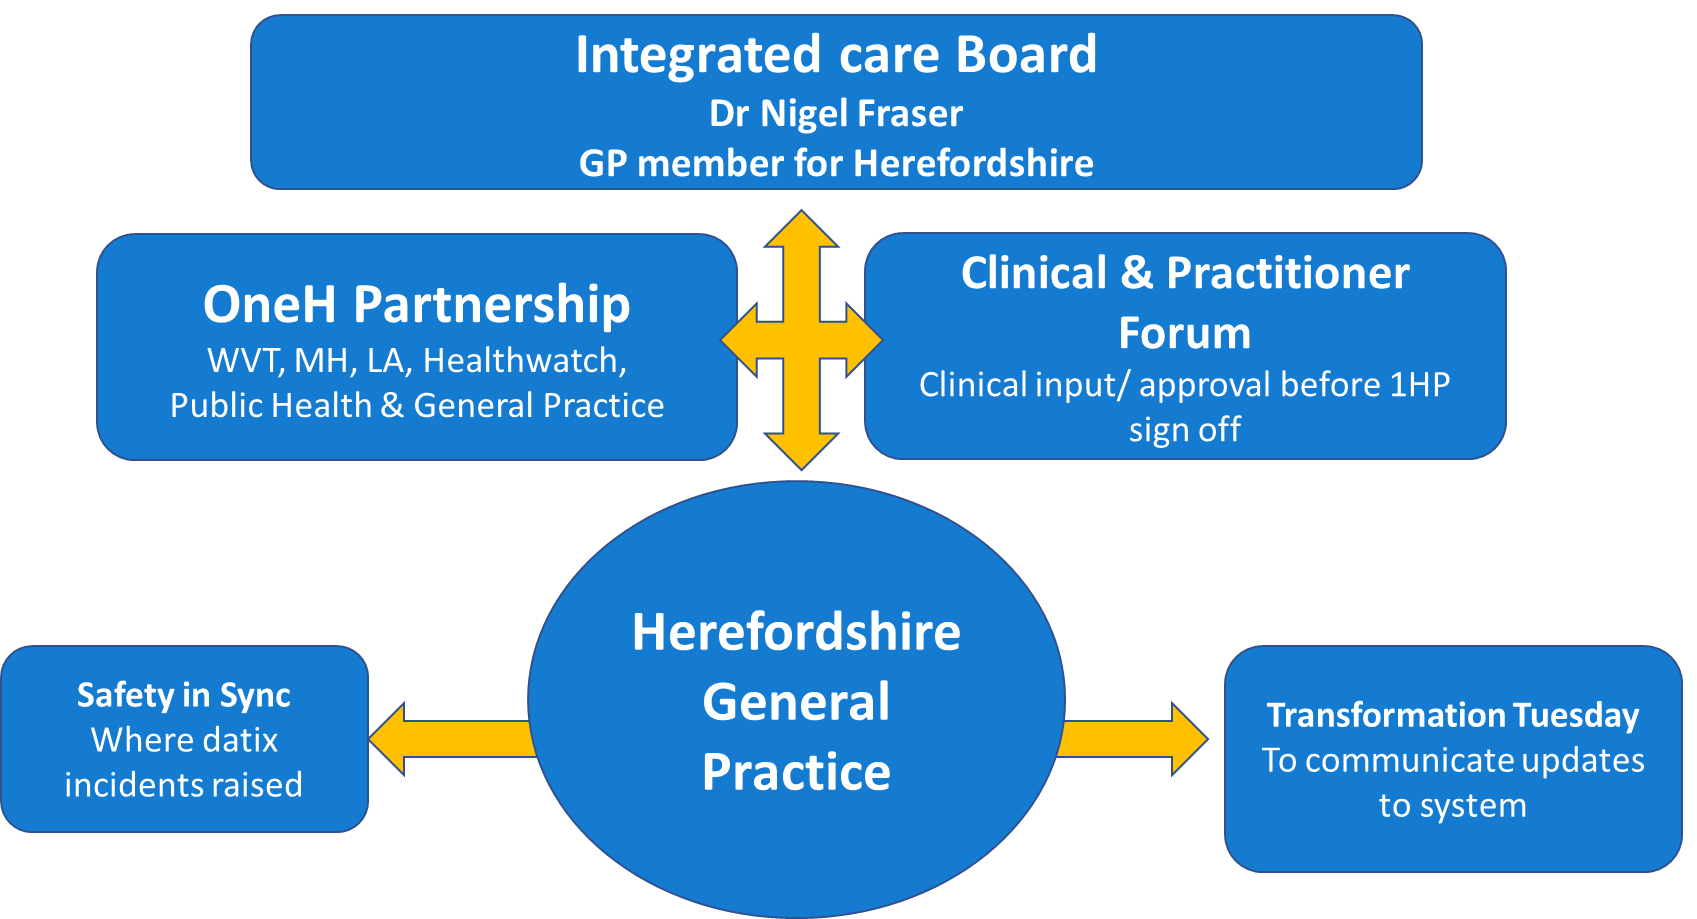 Integrated care Board
Dr Nigel Fraser
GP member for Herefordshire
OneH Partnership
WVT, MH, LA, Healthwatch,
Public Health & General Practice
Clinical & Practitioner
Forum
Clinical input/ approval before 1HP
sign off
Herefordshire
General
Practice
Safety in Sync
Where datix
incidents raised
Transformation Tuesday
To communicate updates
to system